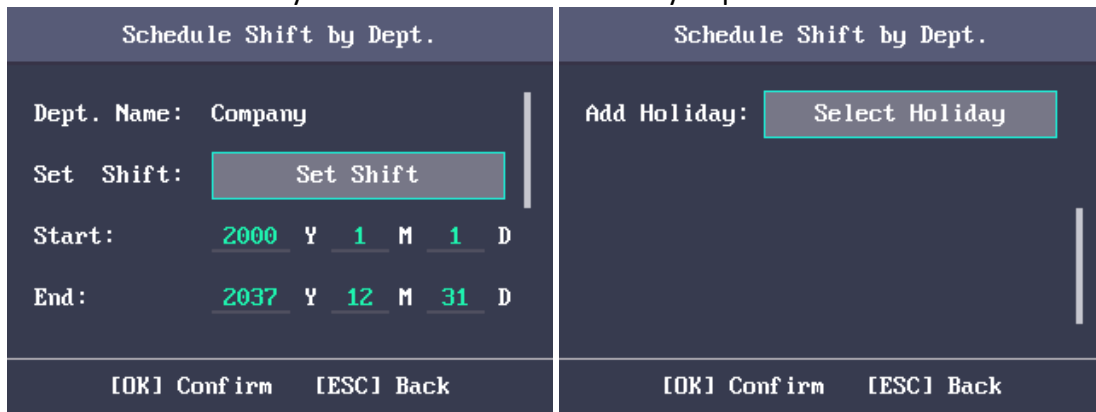 Schedule Shift by Dept.
Dept. Name: Company
Set Shift: Set Shift
Start: 2000 Y 1 M 1 D
End: 2037 Y 12 M 31 D
[OK] Confirm [ESC] Back
Schedule Shift by Dept.
Add Holiday: Select Holiday
[OK] Confirm [ESC] Back